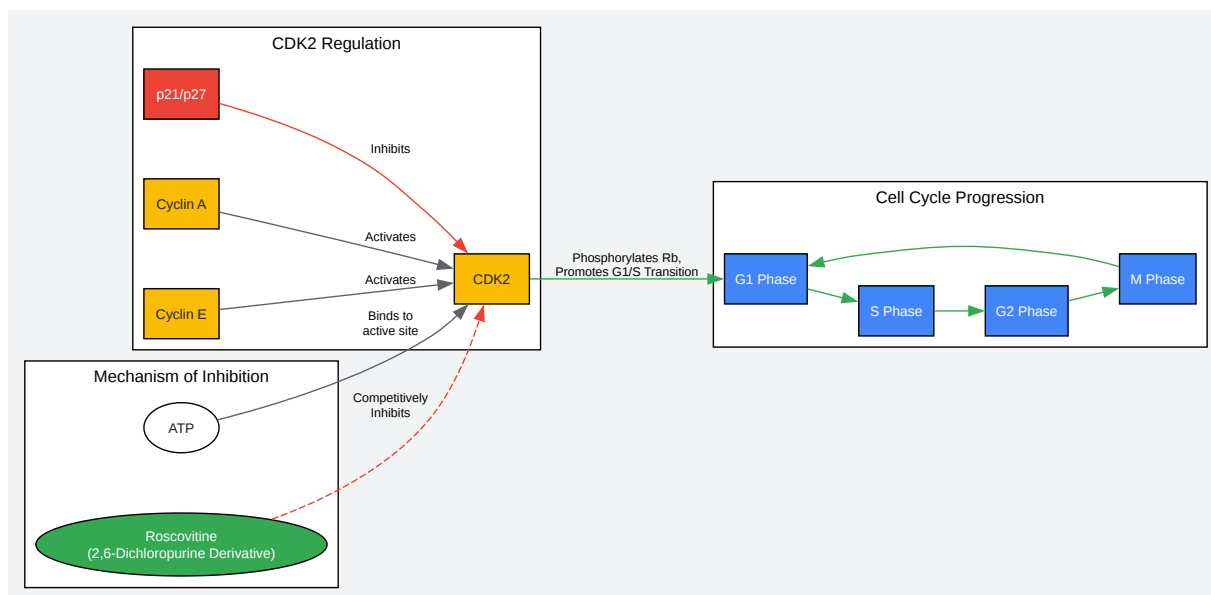 CDK2 Regulation
p21/p27
Inhibits
Cyclin A
Activates
Activates
Cyclin E
CDK2
Binds to
active site
Phosphorylates Rb,
Promotes G1/S Transition
Cell Cycle Progression
G1 Phase
S Phase
G2 Phase
M Phase
Mechanism of Inhibition
ATP
Competitively
Inhibits
Roscovitine
(2,6-Dichloropurine Derivative)